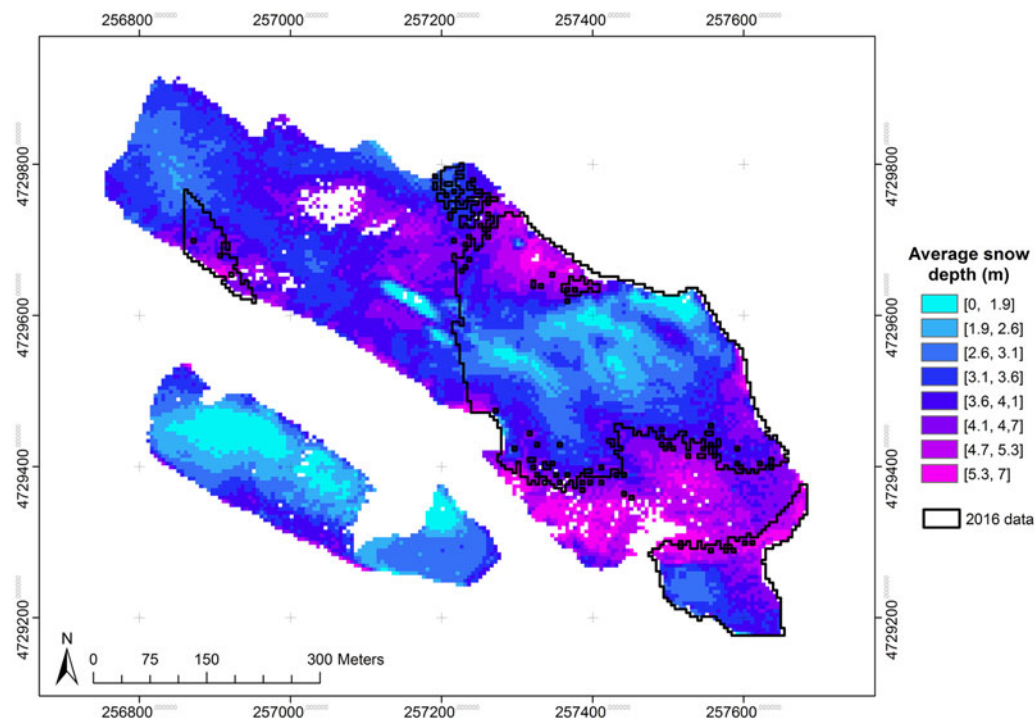 256800 257000 257200 257400 257600
4729800 4729800
4729600 4729600
4729400 4729400
4729200 4729200
Average snow
depth (m)
[0, 1.9]
[1.9, 2.6]
[2.6, 3.1]
[3.1, 3.6]
[3.6, 4,1]
[4.1, 4,7]
[4.7, 5.3]
[5.3, 7]
2016 data
N
0 75 150 300 Meters
256800 257000 257200 257400 257600